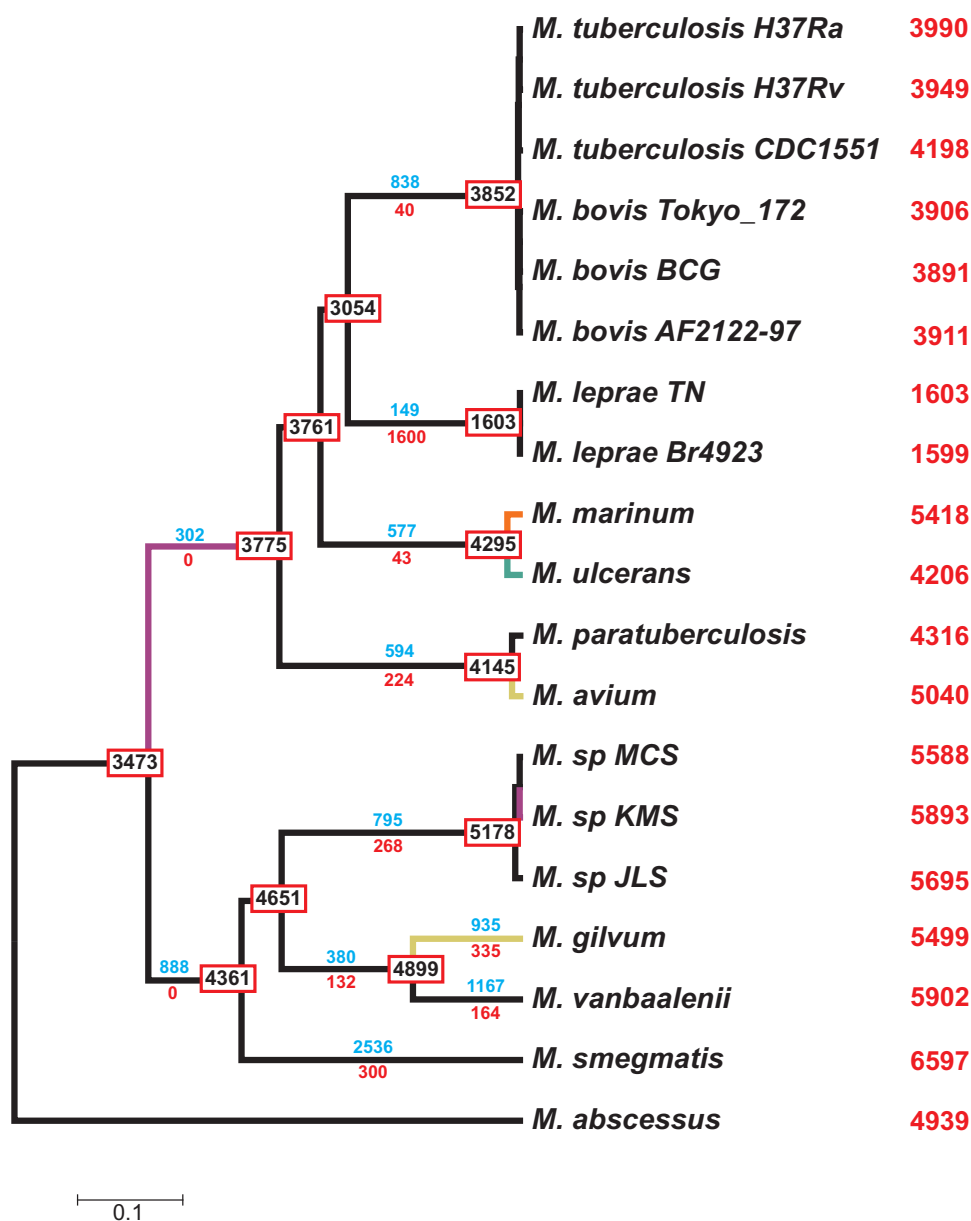 M. tuberculosis H37Ra 3990
M. tuberculosis H37Rv 3949
M. tuberculosis CDC1551 4198
838
3852
40
M. bovis Tokyo_172 3906
M. bovis BCG 3891
3054
M. bovis AF2122-97 3911
M. leprae TN 1603
149
3761
1603
1600
M. leprae Br4923 1599
M. marinum 5418
302
577
3775
4295
0
43
M. ulcerans 4206
M. paratuberculosis 4316
594
4145
224
M. avium 5040
3473
M. sp MCS 5588
795
M. sp KMS 5893
5178
268
M. sp JLS 5695
4651
935
M. gilvum 5499
335
380
4899
888
4361
132
0
1167
M. vanbaalenii 5902
164
2536
M. smegmatis 6597
300
M. abscessus 4939
0.1